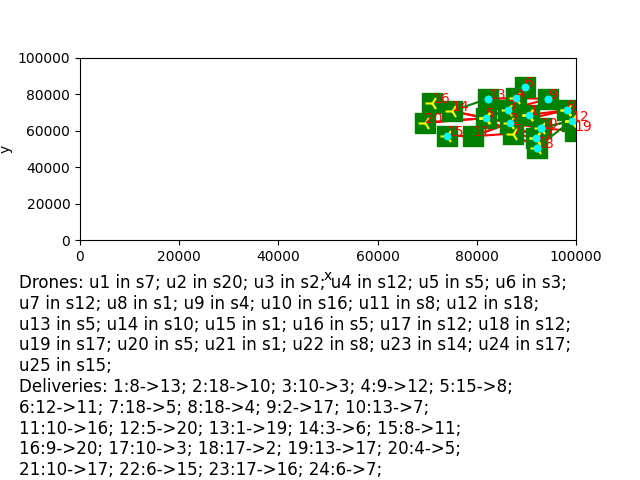 100000
80000
60000
40000
20000
0
y
0 20000 40000 60000 80000 100000
x
Drones: u1 in s7; u2 in s20; u3 in s2; u4 in s12; u5 in s5; u6 in s3;
u7 in s12; u8 in s1; u9 in s4; u10 in s16; u11 in s8; u12 in s18;
u13 in s5; u14 in s10; u15 in s1; u16 in s5; u17 in s12; u18 in s12;
u19 in s17; u20 in s5; u21 in s1; u22 in s8; u23 in s14; u24 in s17;
u25 in s15;
Deliveries: 1:8->13; 2:18->10; 3:10->3; 4:9->12; 5:15->8;
6:12->11; 7:18->5; 8:18->4; 9:2->17; 10:13->7;
11:10->16; 12:5->20; 13:1->19; 14:3->6; 15:8->11;
16:9->20; 17:10->3; 18:17->2; 19:13->17; 20:4->5;
21:10->17; 22:6->15; 23:17->16; 24:6->7;